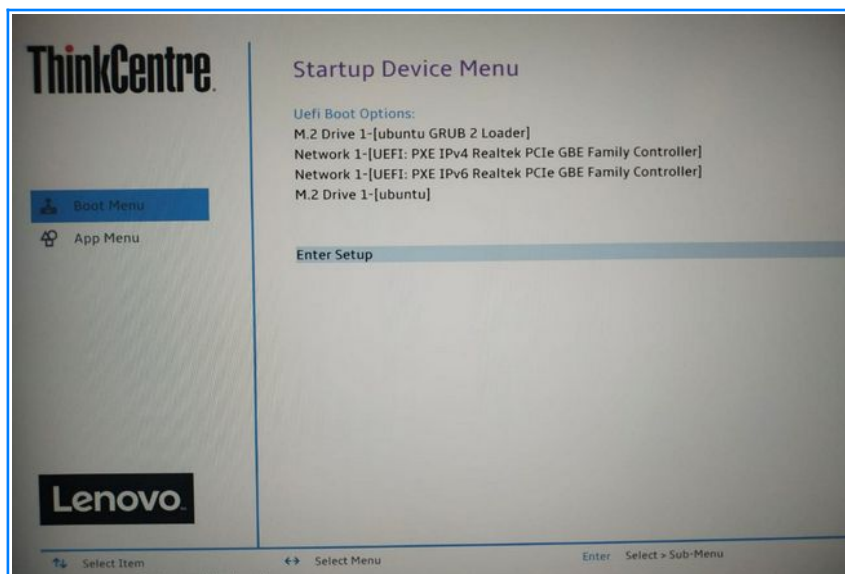 ThinkCentre.
Startup Device Menu
Uefi Boot Options:
M.2 Drive 1-[ubuntu GRUB 2 Loader]
Network 1-[UEFI: PXE IPv4 Realtek PCIe GBE Family Controller]
Network 1-[UEFI: PXE IPv6 Realtek PCIe GBE Family Controller]
M.2 Drive 1-[ubuntu]
Boot Menu
App Menu
Enter Setup
Lenovo
Select Item
Select Menu
Enter Select > Sub-Menu